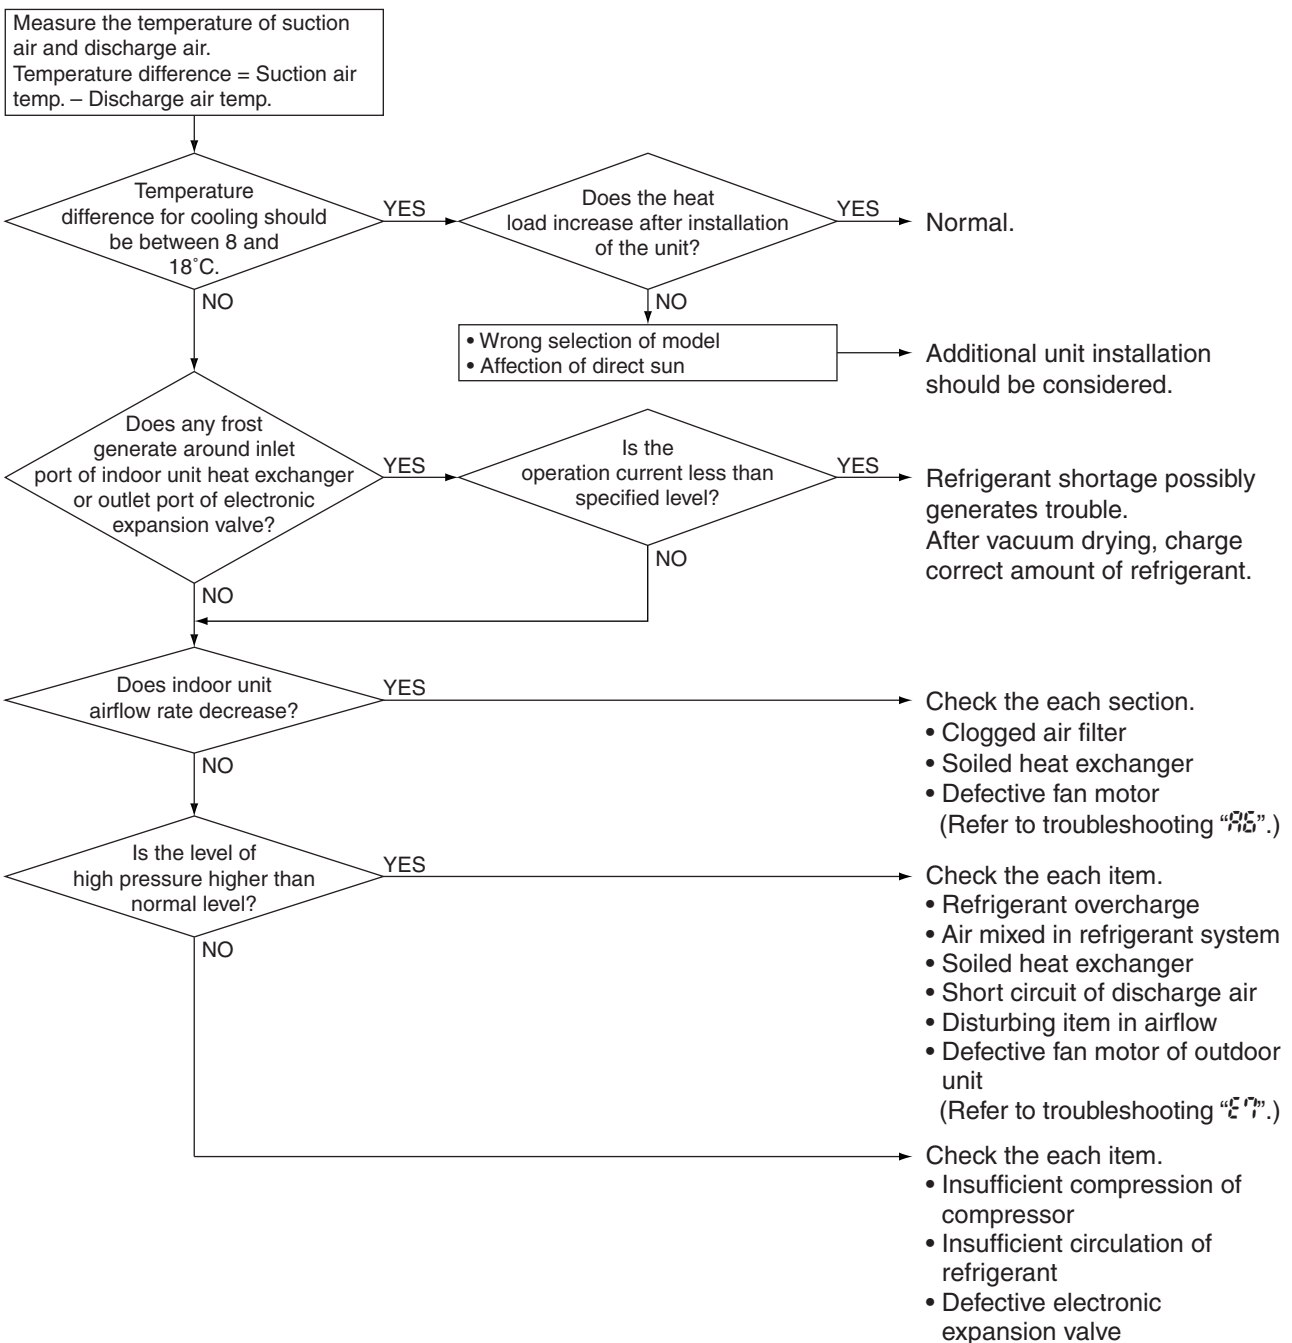 Measure the temperature of suction
air and discharge air.
Temperature difference = Suction air
temp. – Discharge air temp.
Temperature
difference for cooling should
be between 8 and
18˚C.
YES
NO
Does the heat
load increase after installation
of the unit?
YES
Normal.
NO
• Wrong selection of model
• Affection of direct sun
Additional unit installation
should be considered.
Does any frost
generate around inlet
port of indoor unit heat exchanger
or outlet port of electronic
expansion valve?
YES
NO
Is the
operation current less than
specified level?
YES
NO
Refrigerant shortage possibly
generates trouble.
After vacuum drying, charge
correct amount of refrigerant.
Does indoor unit
airflow rate decrease?
YES
NO
Check the each section.
• Clogged air filter
• Soiled heat exchanger
• Defective fan motor
(Refer to troubleshooting “A6”.)
Is the level of
high pressure higher than
normal level?
YES
NO
Check the each item.
• Refrigerant overcharge
• Air mixed in refrigerant system
• Soiled heat exchanger
• Short circuit of discharge air
• Disturbing item in airflow
• Defective fan motor of outdoor
unit
(Refer to troubleshooting “E7”.)
Check the each item.
• Insufficient compression of
compressor
• Insufficient circulation of
refrigerant
• Defective electronic
expansion valve